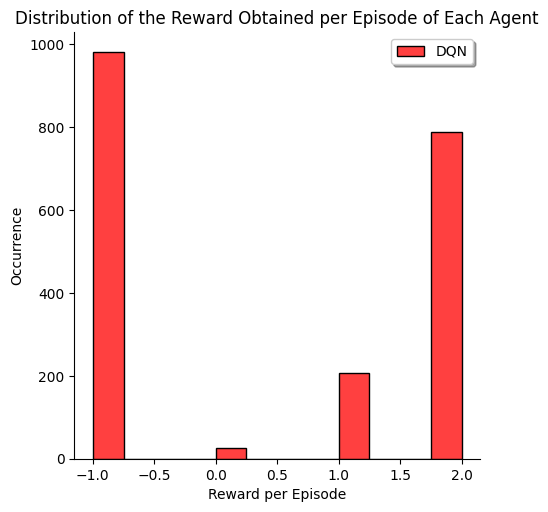 Distribution of the Reward Obtained per Episode of Each Agent
DQN
1000
800
600
400
200
0
Occurrence
−1.0 −0.5 0.0 0.5 1.0 1.5 2.0
Reward per Episode